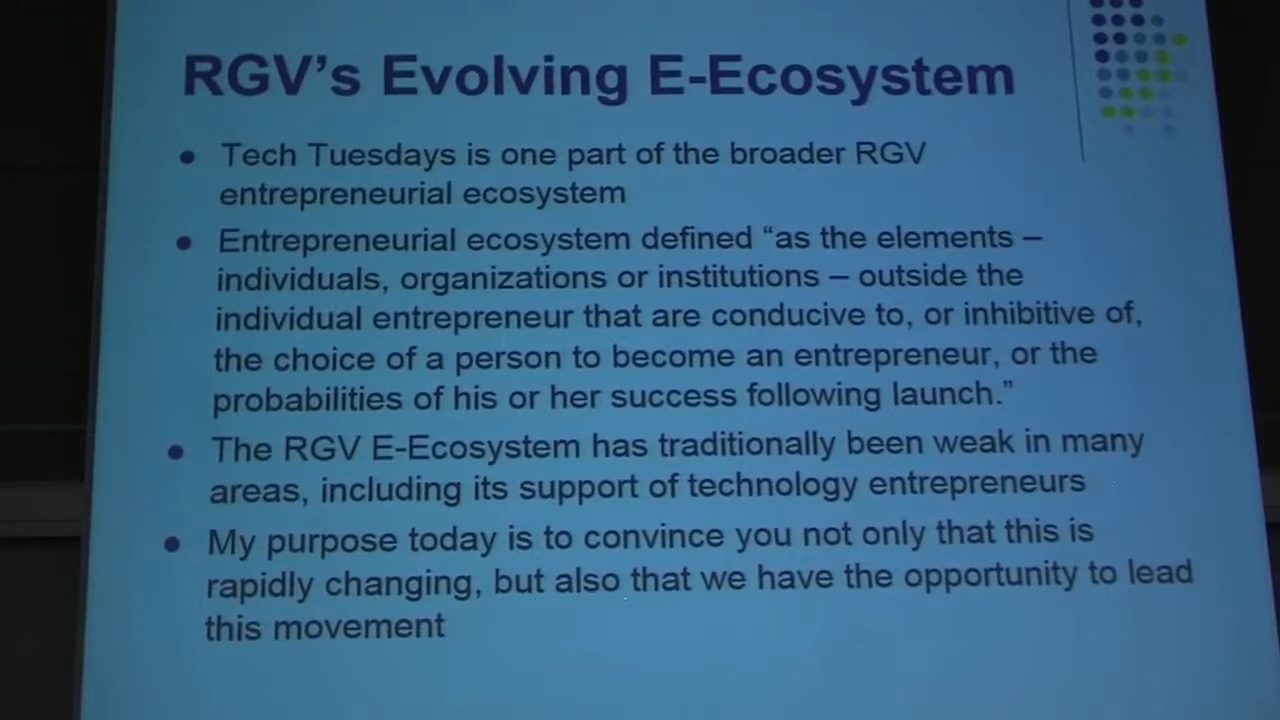 RGV's Evolving E-Ecosystem
• Tech Tuesdays is one part of the broader RGV
entrepreneurial ecosystem
• Entrepreneurial ecosystem defined “as the elements –
individuals, organizations or institutions – outside the
individual entrepreneur that are conducive to, or inhibitive of,
the choice of a person to become an entrepreneur, or the
probabilities of his or her success following launch.”
• The RGV E-Ecosystem has traditionally been weak in many
areas, including its support of technology entrepreneurs
• My purpose today is to convince you not only that this is
rapidly changing, but also that we have the opportunity to lead
this movement